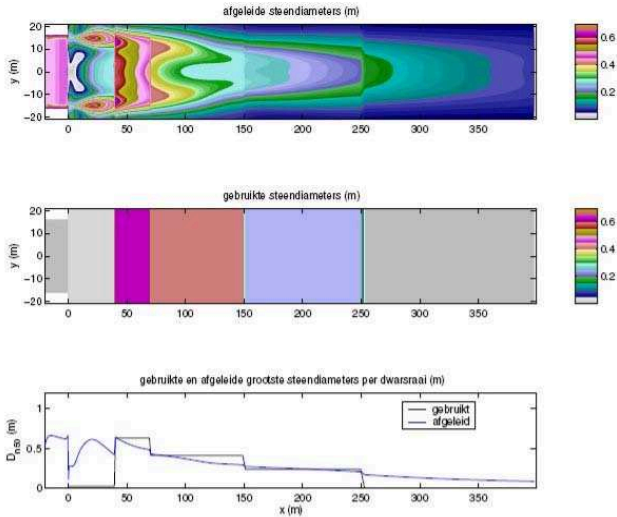 afgeleide steendiameters (m)
20
10
0
−10
−20
y (m)
0 50 100 150 200 250 300 350
0.6
0.4
0.2
gebruikte steendiameters (m)
20
10
0
−10
−20
y (m)
0 50 100 150 200 250 300 350
0.6
0.4
0.2
gebruikte en afgeleide grootste steendiameters per dwarsraai (m)
1
0.5
0
D_n50 (m)
gebruikt
afgeleid
0 50 100 150 200 250 300 350
x (m)